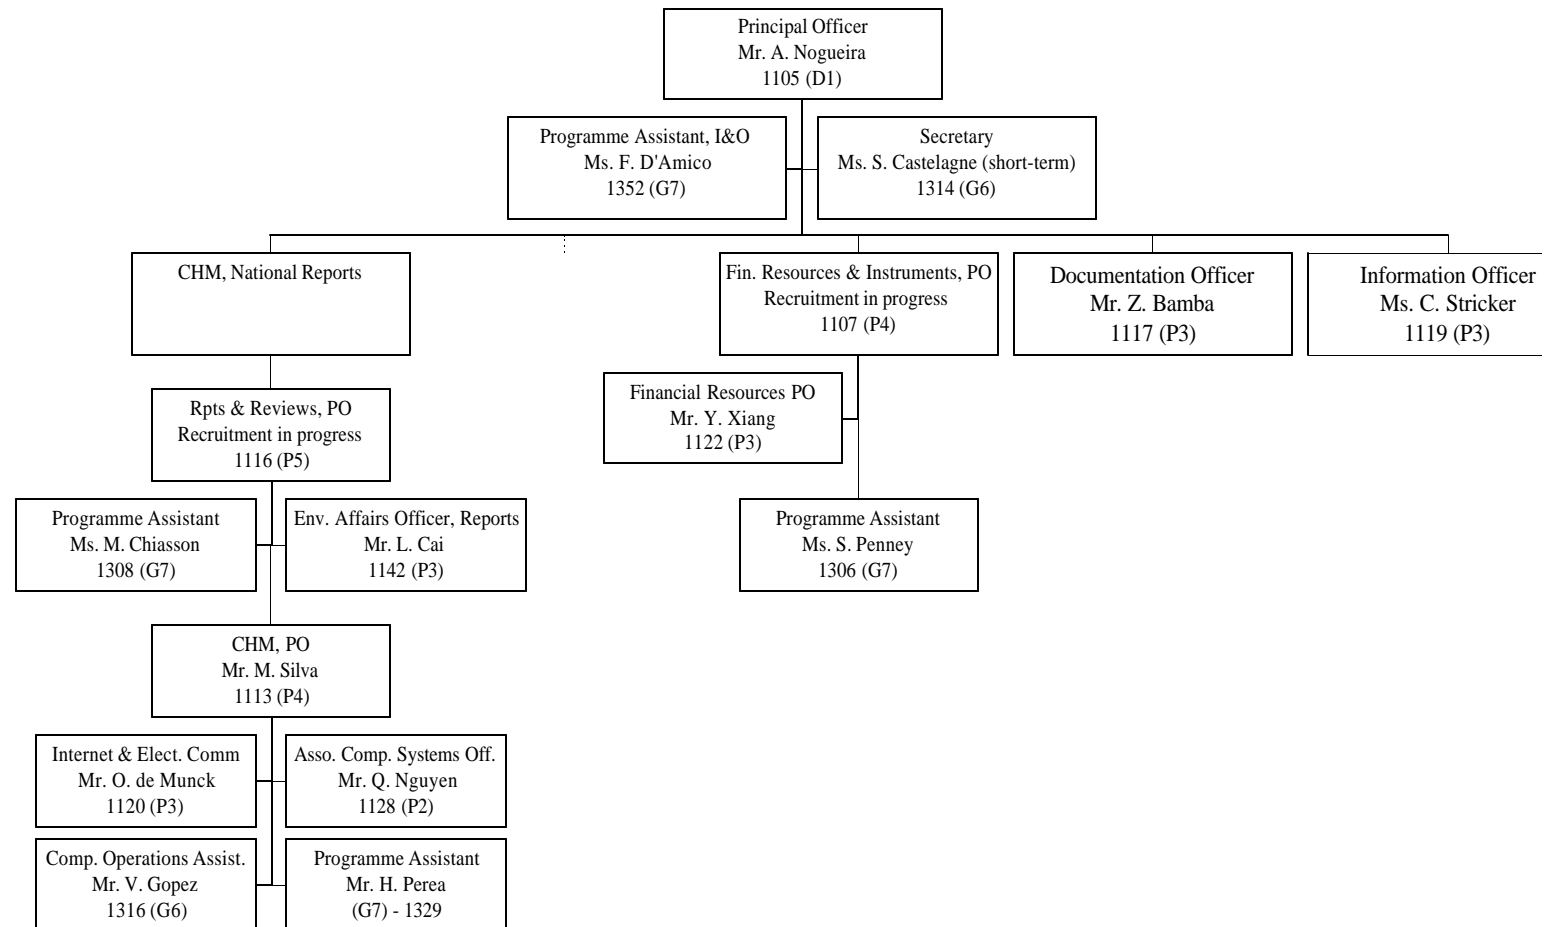 Principal Officer
Mr. A. Nogueira
1105 (D1)
Programme Assistant, I&O
Ms. F. D'Amico
1352 (G7)
Secretary
Ms. S. Castelagne (short-term)
1314 (G6)
CHM, National Reports
Fin. Resources & Instruments, PO
Recruitment in progress
1107 (P4)
Documentation Officer
Mr. Z. Bamba
1117 (P3)
Information Officer
Ms. C. Stricker
1119 (P3)
Rpts & Reviews, PO
Recruitment in progress
1116 (P5)
Financial Resources PO
Mr. Y. Xiang
1122 (P3)
Programme Assistant
Ms. M. Chiasson
1308 (G7)
Env. Affairs Officer, Reports
Mr. L. Cai
1142 (P3)
Programme Assistant
Ms. S. Penney
1306 (G7)
CHM, PO
Mr. M. Silva
1113 (P4)
Internet & Elect. Comm
Mr. O. de Munck
1120 (P3)
Asso. Comp. Systems Off.
Mr. Q. Nguyen
1128 (P2)
Comp. Operations Assist.
Mr. V. Gopez
1316 (G6)
Programme Assistant
Mr. H. Perea
(G7) - 1329